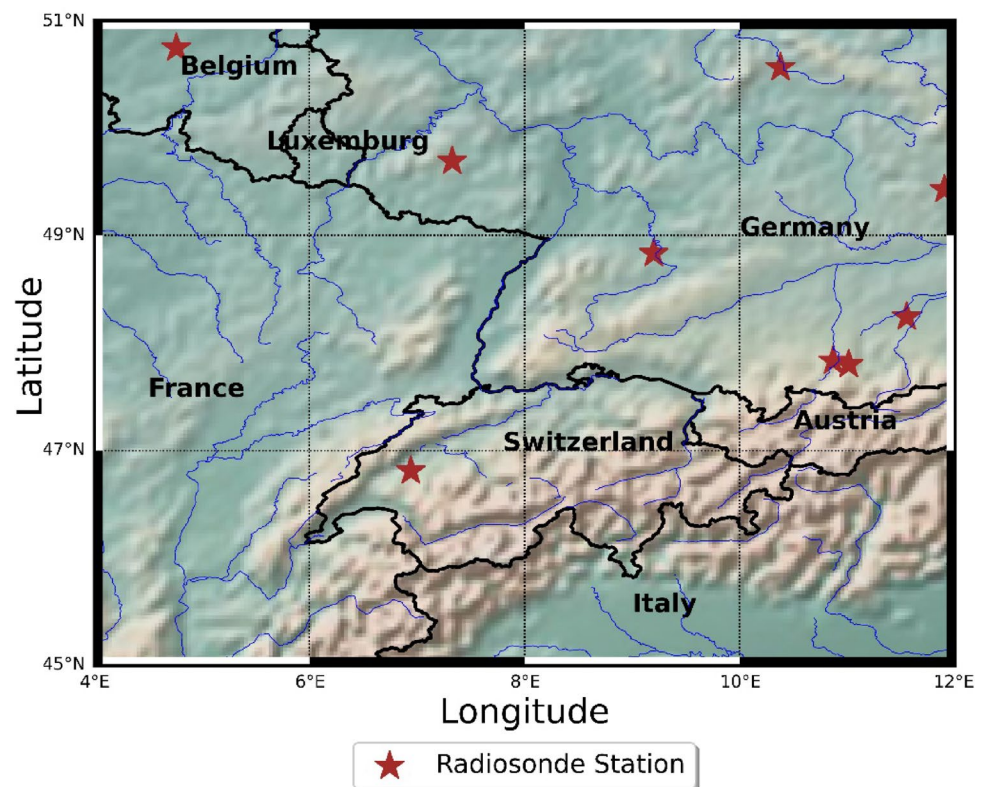 51°N
Belgium
Luxemburg
49°N
Germany
Latitude
France
Austria
Switzerland
47°N
Italy
45°N
4°E 6°E 8°E 10°E 12°E
Longitude
Radiosonde Station